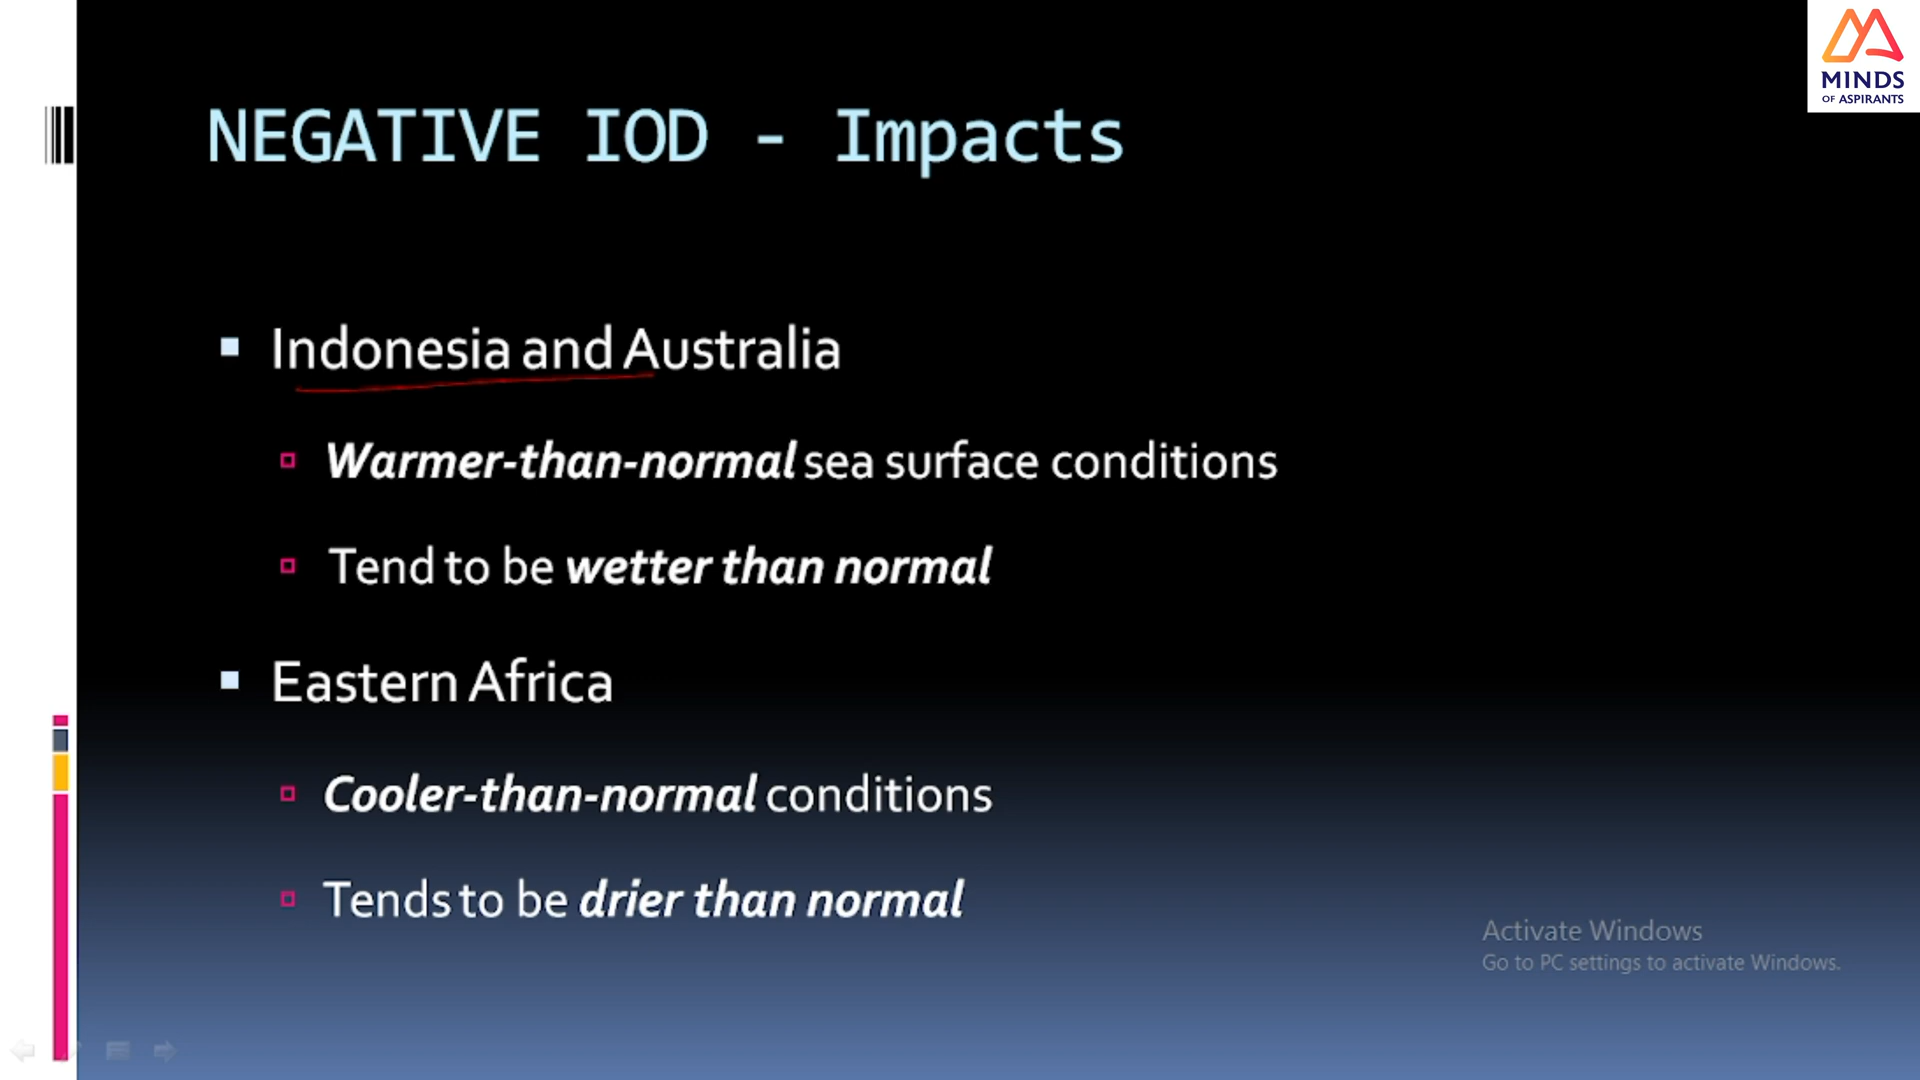 MINDS
OF ASPIRANTS
NEGATIVE IOD - Impacts
Indonesia and Australia
Warmer-than-normal sea surface conditions
Tend to be wetter than normal
Eastern Africa
Cooler-than-normal conditions
Tends to be drier than normal
Activate Windows
Go to PC settings to activate Windows.